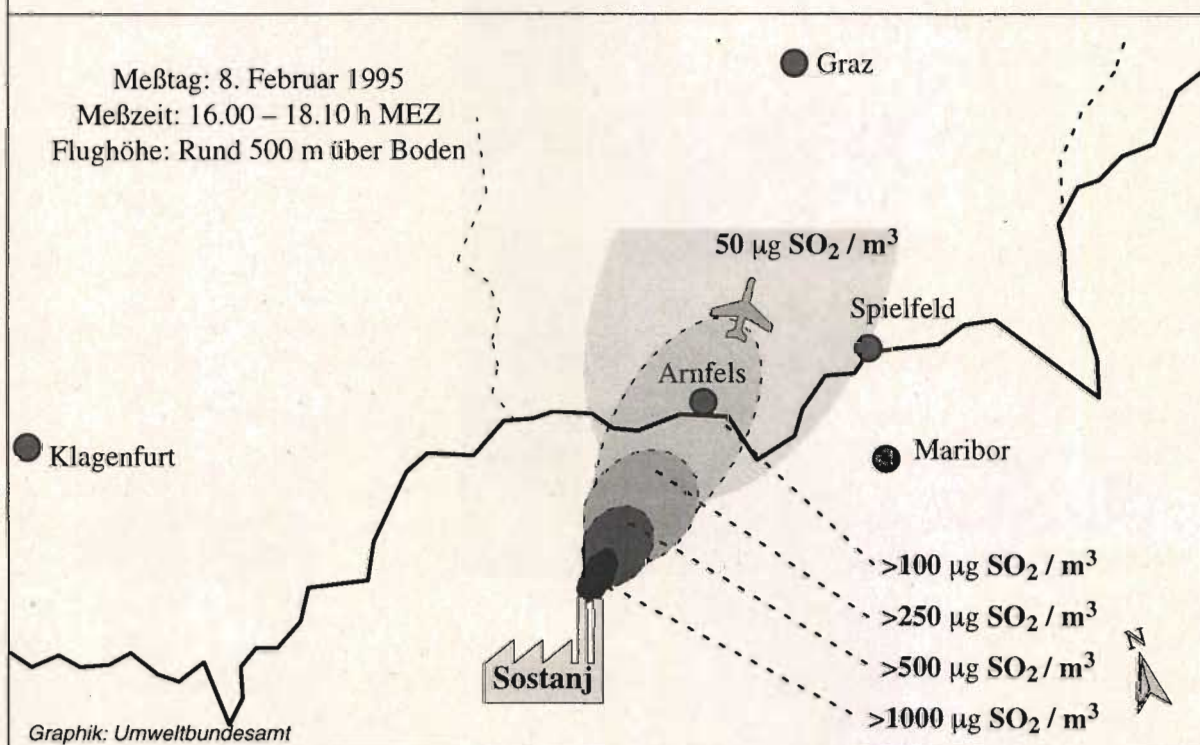 Meßtag: 8. Februar 1995
Meßzeit: 16.00 – 18.10 h MEZ
Flughöhe: Rund 500 m über Boden
Graz
50 µg SO₂ / m³
Spielfeld
Arnfels
Klagenfurt
Maribor
>100 µg SO₂ / m³
>250 µg SO₂ / m³
>500 µg SO₂ / m³
>1000 µg SO₂ / m³
N
Sostanj
Graphik: Umweltbundesamt